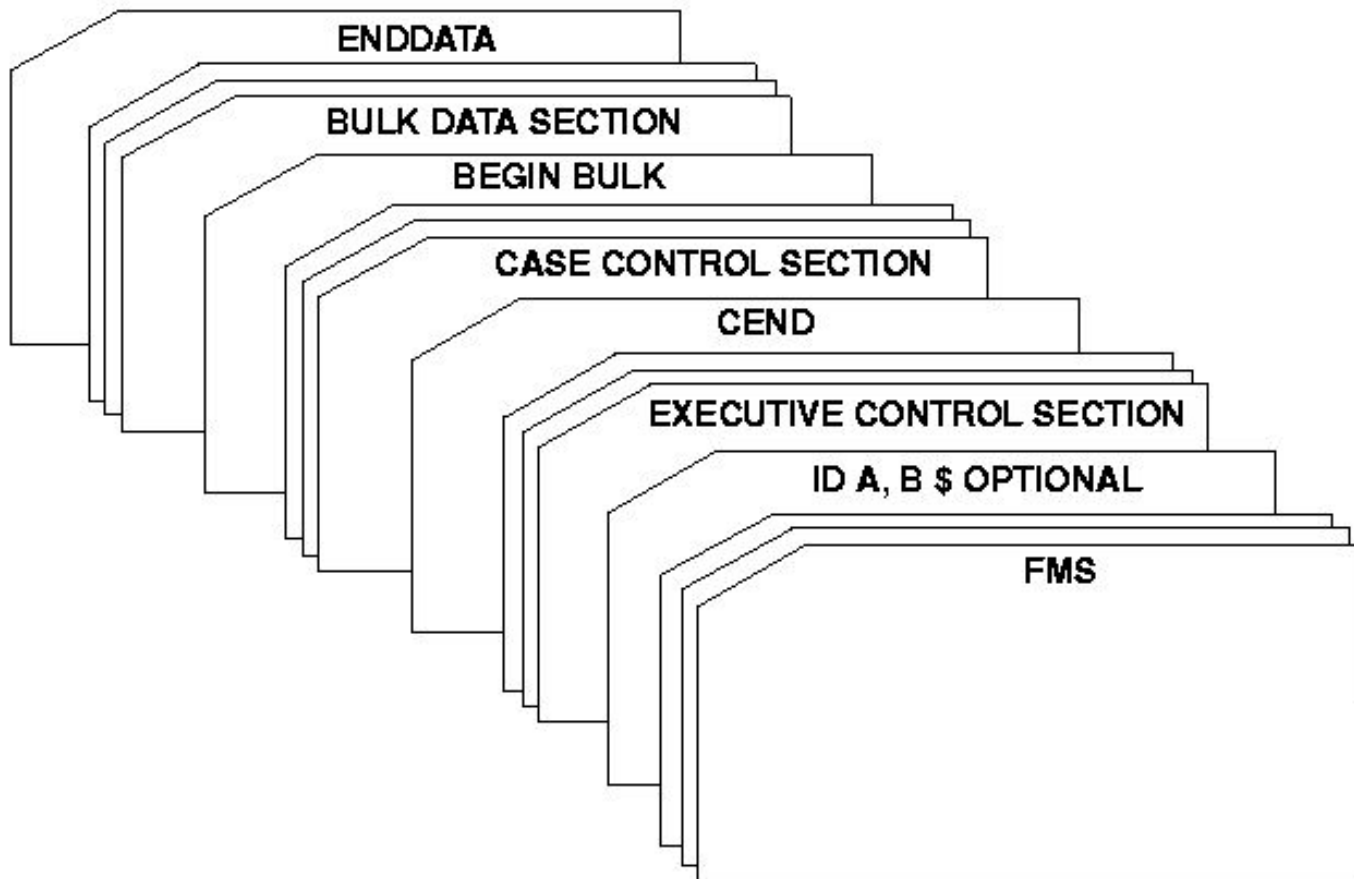 ENDDATA
BULK DATA SECTION
BEGIN BULK
CASE CONTROL SECTION
CEND
EXECUTIVE CONTROL SECTION
ID A, B $ OPTIONAL
FMS